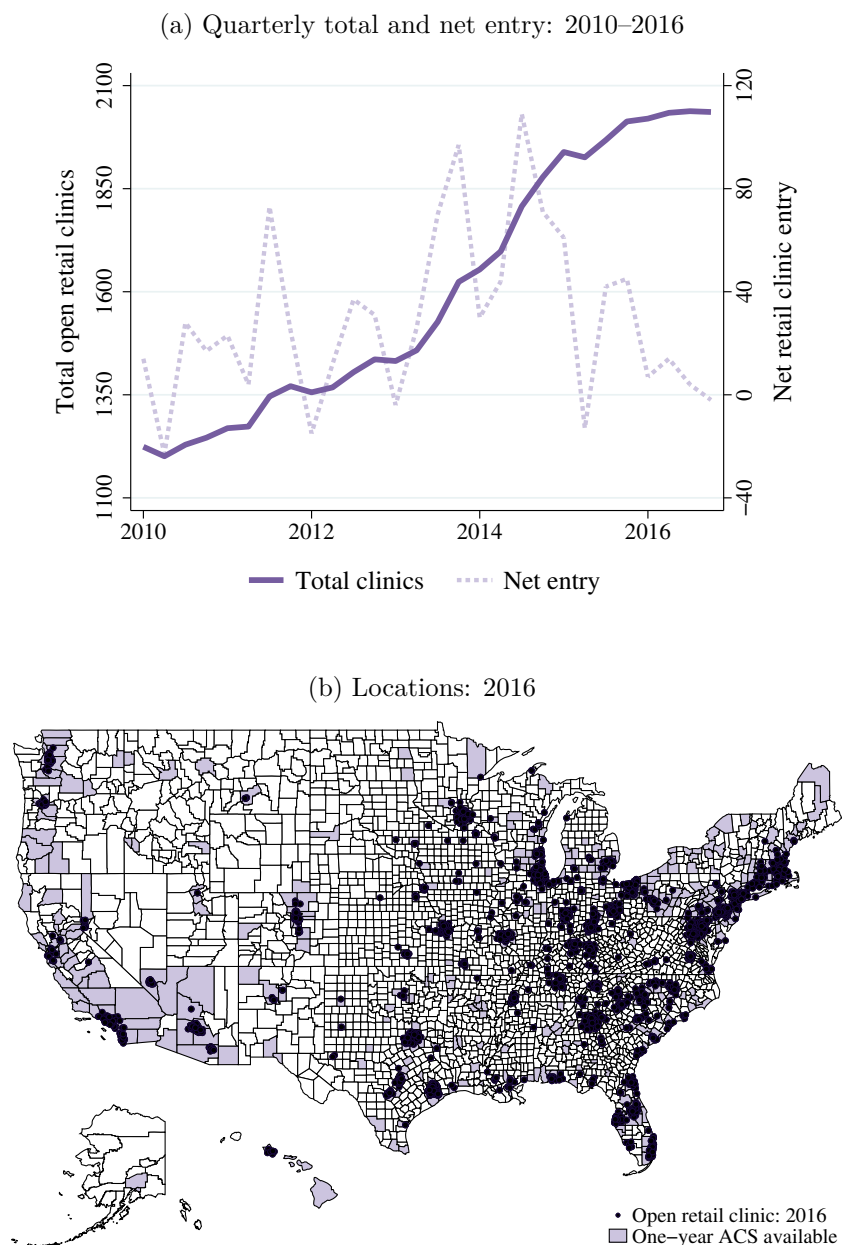 (a) Quarterly total and net entry: 2010–2016
2100
1850
1600
1350
1100
Total open retail clinics
120
80
40
0
−40
Net retail clinic entry
2010 2012 2014 2016
Total clinics Net entry
(b) Locations: 2016
Open retail clinic: 2016
One−year ACS available